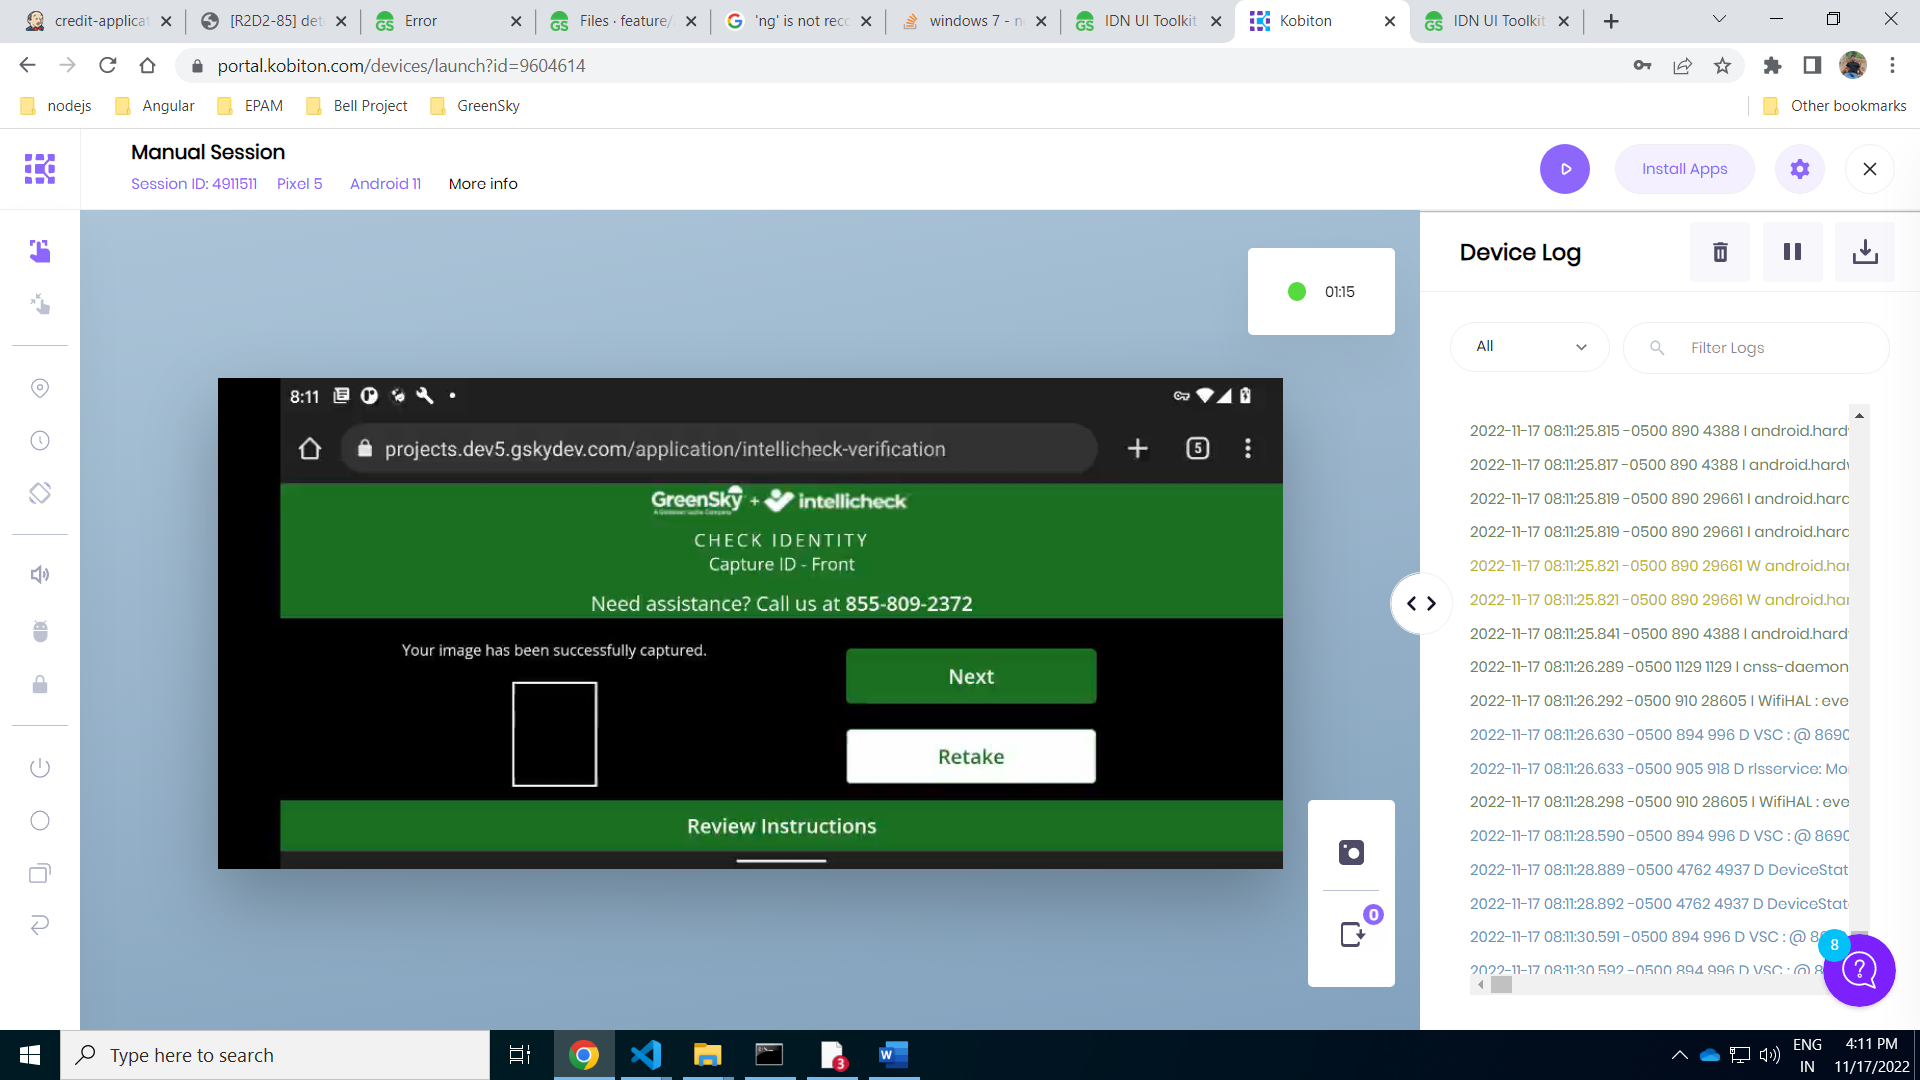 credit-applicat
[R2D2-85] det
Error
Files · feature/
'ng' is not reco
windows 7 - n
IDN UI Toolkit
Kobiton
IDN UI Toolkit
portal.kobiton.com/devices/launch?id=9604614
nodejs
Angular
EPAM
Bell Project
GreenSky
Other bookmarks
Manual Session
Session ID: 4911511
Pixel 5
Android 11
More info
Install Apps
01:15
Device Log
All
Filter Logs
8:11
projects.dev5.gskydev.com/application/intellicheck-verification
5
GreenSky + intellicheck
CHECK IDENTITY
Capture ID - Front
Need assistance? Call us at 855-809-2372
Your image has been successfully captured.
Next
Retake
Review Instructions
0
2022-11-17 08:11:25.815 -0500 890 4388 I android.hard
2022-11-17 08:11:25.817 -0500 890 4388 I android.hard
2022-11-17 08:11:25.819 -0500 890 29661 I android.hard
2022-11-17 08:11:25.819 -0500 890 29661 I android.hard
2022-11-17 08:11:25.821 -0500 890 29661 W android.har
2022-11-17 08:11:25.821 -0500 890 29661 W android.har
2022-11-17 08:11:25.841 -0500 890 4388 I android.hard
2022-11-17 08:11:26.289 -0500 1129 1129 I cnss-daemon
2022-11-17 08:11:26.292 -0500 910 28605 I WifiHAL : eve
2022-11-17 08:11:26.630 -0500 894 996 D VSC : @ 8690
2022-11-17 08:11:26.633 -0500 905 918 D rlsservice: Mo
2022-11-17 08:11:28.298 -0500 910 28605 I WifiHAL : eve
2022-11-17 08:11:28.590 -0500 894 996 D VSC : @ 8690
2022-11-17 08:11:28.889 -0500 4762 4937 D DeviceStat
2022-11-17 08:11:28.892 -0500 4762 4937 D DeviceStat
2022-11-17 08:11:30.591 -0500 894 996 D VSC : @ 8
2022-11-17 08:11:30.592 -0500 894 996 D VSC : @ 8
8
Type here to search
3
ENG
IN
4:11 PM
11/17/2022